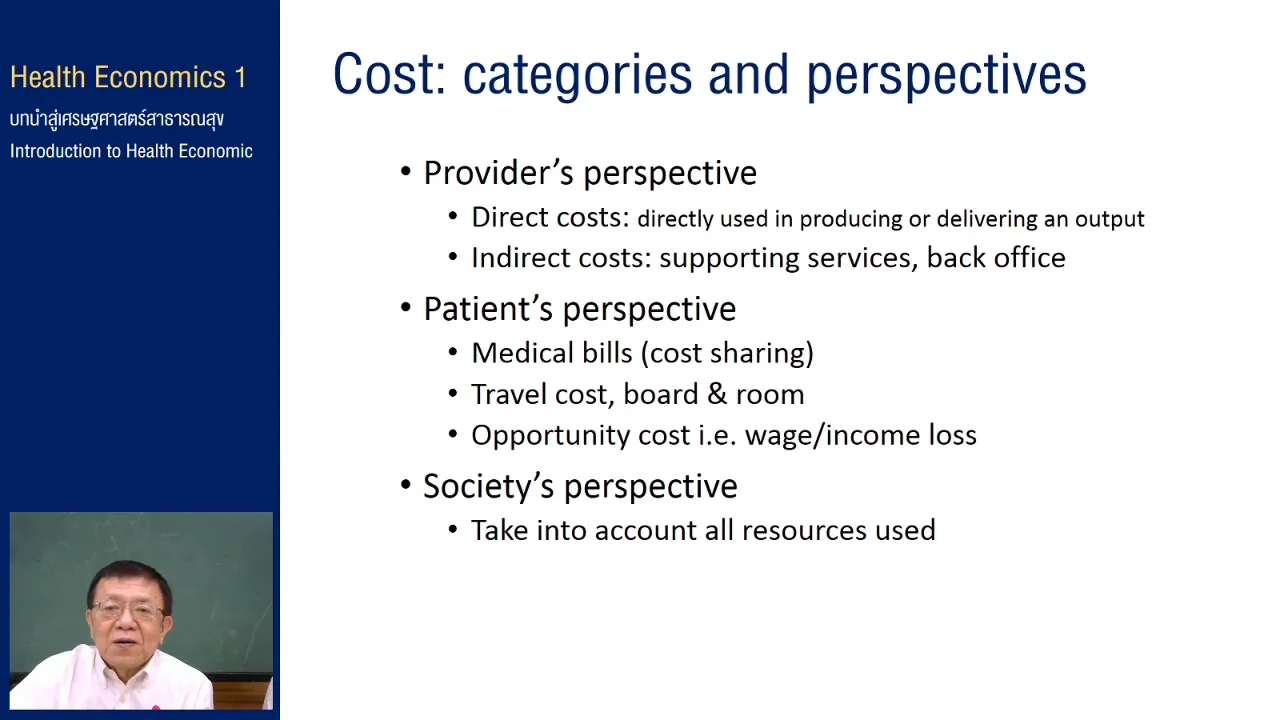 Health Economics 1
บทนำสู่เศรษฐศาสตร์สาธารณสุข
Introduction to Health Economic
Cost: categories and perspectives
• Provider’s perspective
• Direct costs: directly used in producing or delivering an output
• Indirect costs: supporting services, back office
• Patient’s perspective
• Medical bills (cost sharing)
• Travel cost, board & room
• Opportunity cost i.e. wage/income loss
• Society’s perspective
• Take into account all resources used